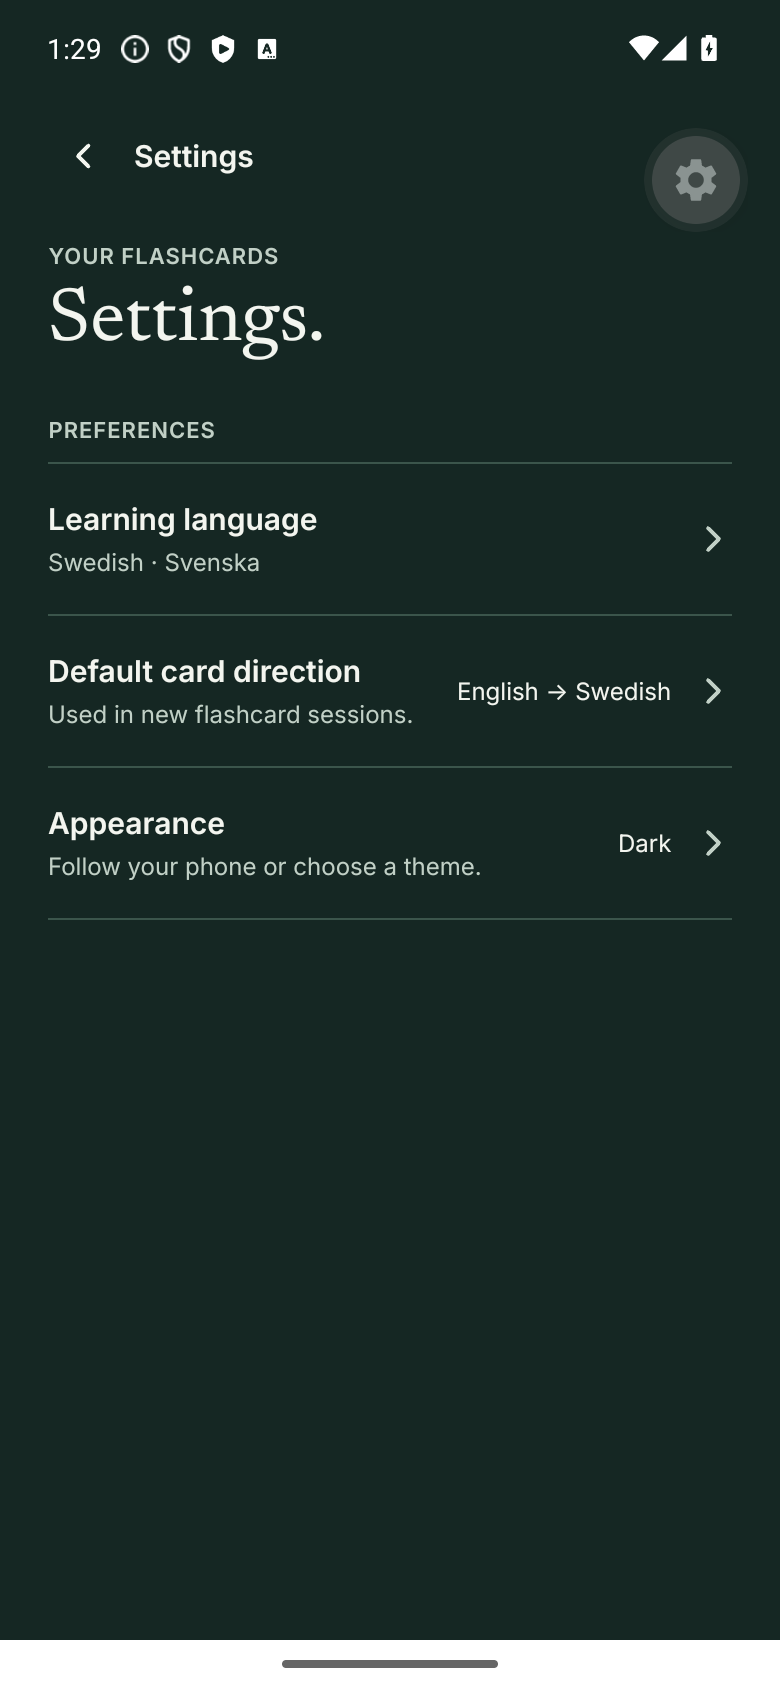 1:29
Settings
YOUR FLASHCARDS
Settings.
PREFERENCES
Learning language
Swedish · Svenska
Default card direction
Used in new flashcard sessions.
English → Swedish
Appearance
Follow your phone or choose a theme.
Dark